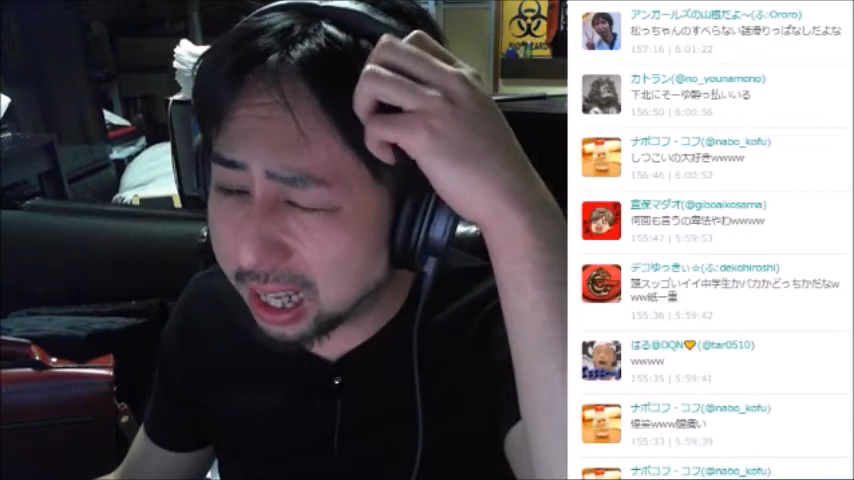 BIOHAZARD
アンガールズの山根だよ~(ふ:Ororo)
松っちゃんのすべらない話滑りっぱなしだよな
157:16 | 6:01:22
カトラン(@no_younamono)
下北にそーゆ酔っ払いいる
156:50 | 6:00:56
ナポコフ・コフ(@nabo_kofu)
しつこいの大好きwwww
156:46 | 6:00:52
宜保マダオ(@giboaikosama)
何回も言うの卑怯やわwwww
155:47 | 5:59:53
デコゆっきぃ☆(ふ:dekohiroshi)
頭スッゴいイイ中学生かバカかどっちかだなw
ww紙一重
155:36 | 5:59:42
はる@DQN🧡(@tar0510)
wwww
155:35 | 5:59:41
ナポコフ・コフ(@nabo_kofu)
爆笑www腹痛い
155:33 | 5:59:39
ナポコフ・コフ(@nabo_kofu)